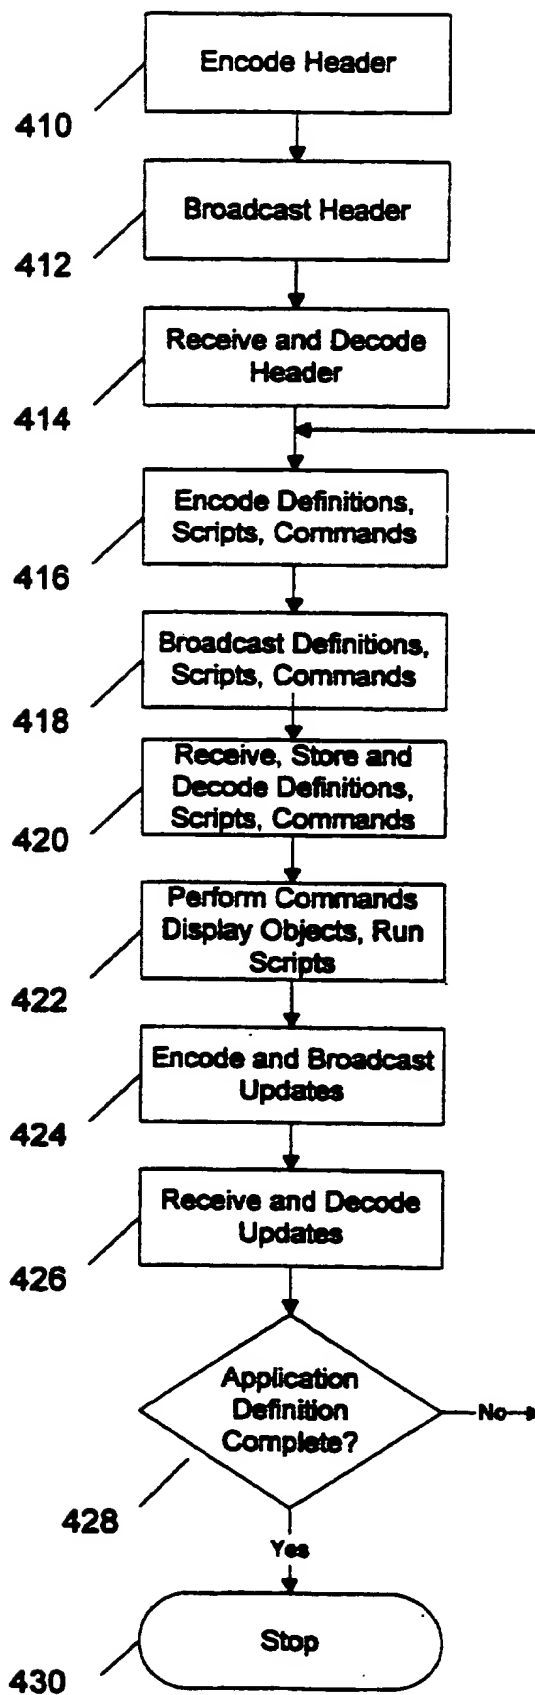 Encode Header
410
Broadcast Header
412
Receive and Decode
Header
414
Encode Definitions,
Scripts, Commands
416
Broadcast Definitions,
Scripts, Commands
418
Receive, Store and
Decode Definitions,
Scripts, Commands
420
Perform Commands
Display Objects, Run
Scripts
422
Encode and Broadcast
Updates
424
Receive and Decode
Updates
426
Application
Definition
Complete?
No
428
Yes
Stop
430